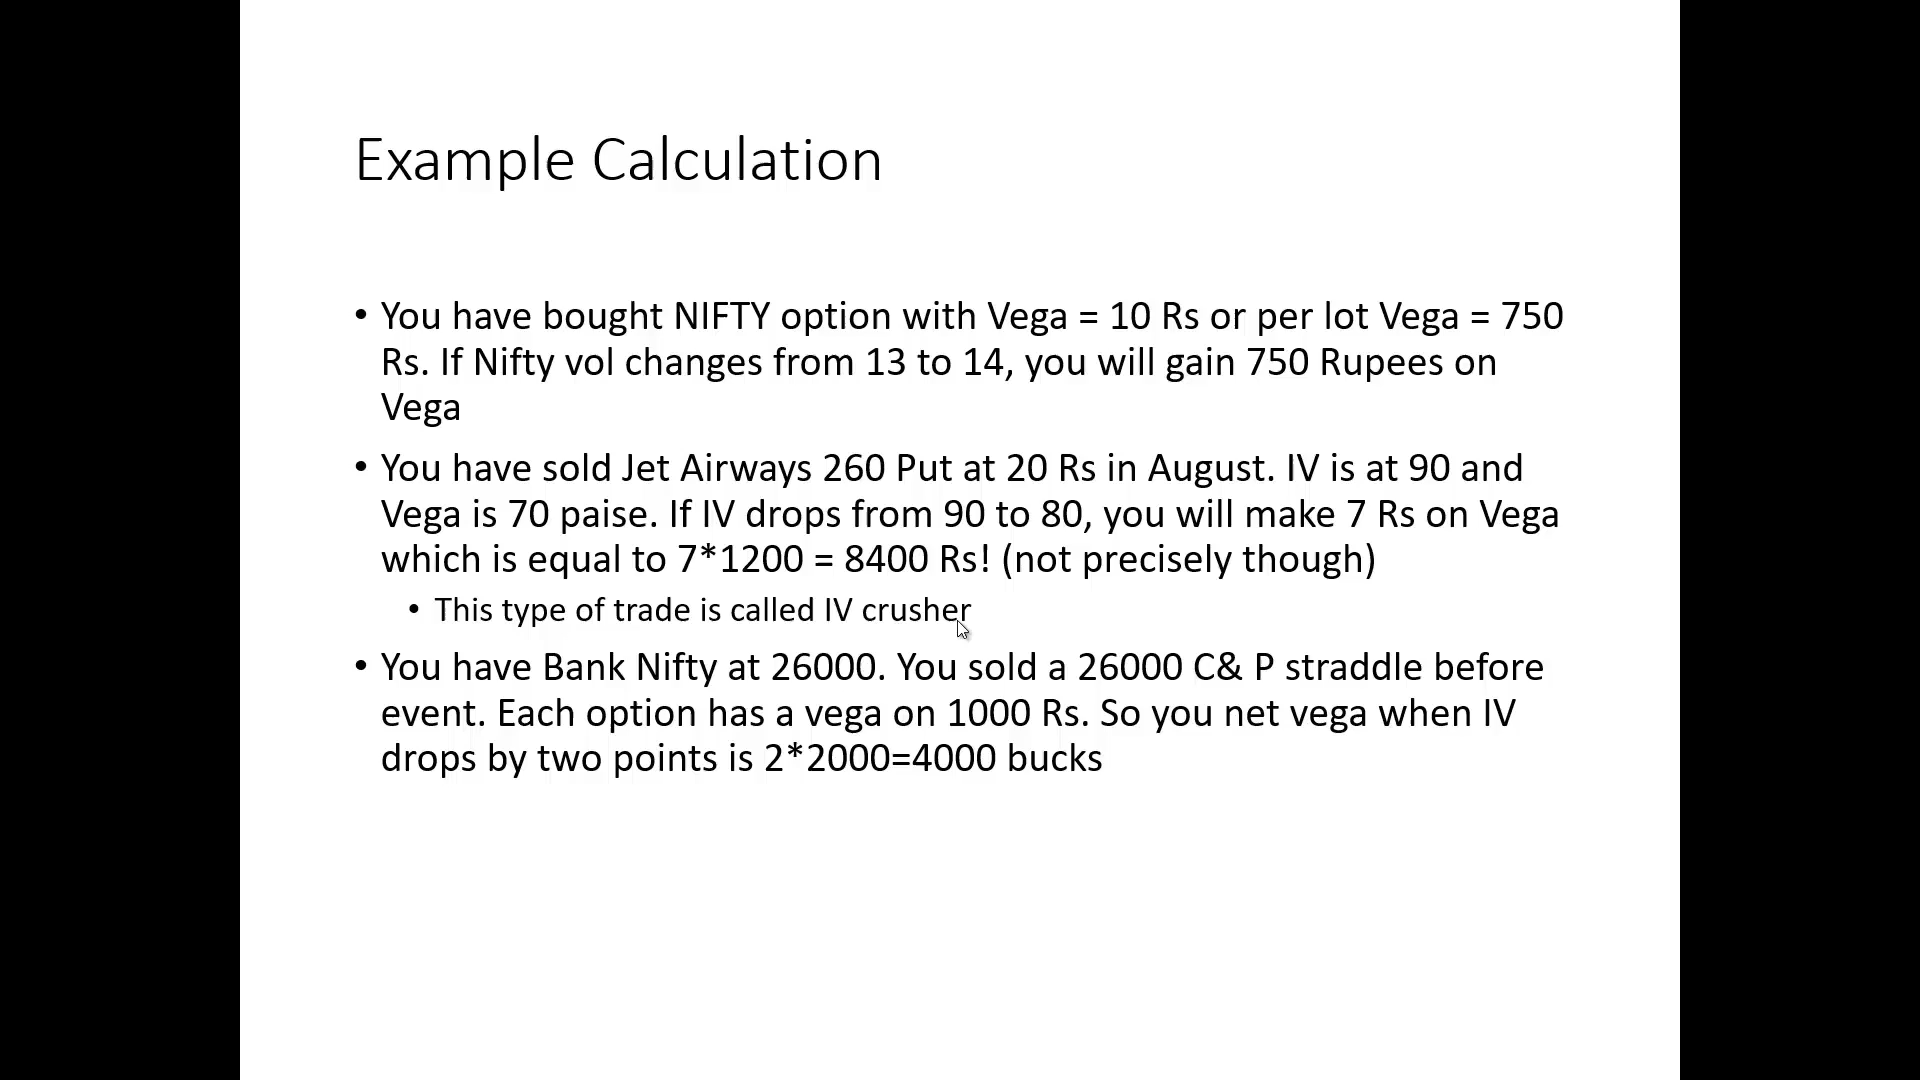 Example Calculation
• You have bought NIFTY option with Vega = 10 Rs or per lot Vega = 750
Rs. If Nifty vol changes from 13 to 14, you will gain 750 Rupees on
Vega
• You have sold Jet Airways 260 Put at 20 Rs in August. IV is at 90 and
Vega is 70 paise. If IV drops from 90 to 80, you will make 7 Rs on Vega
which is equal to 7*1200 = 8400 Rs! (not precisely though)
• This type of trade is called IV crusher
• You have Bank Nifty at 26000. You sold a 26000 C& P straddle before
event. Each option has a vega on 1000 Rs. So you net vega when IV
drops by two points is 2*2000=4000 bucks